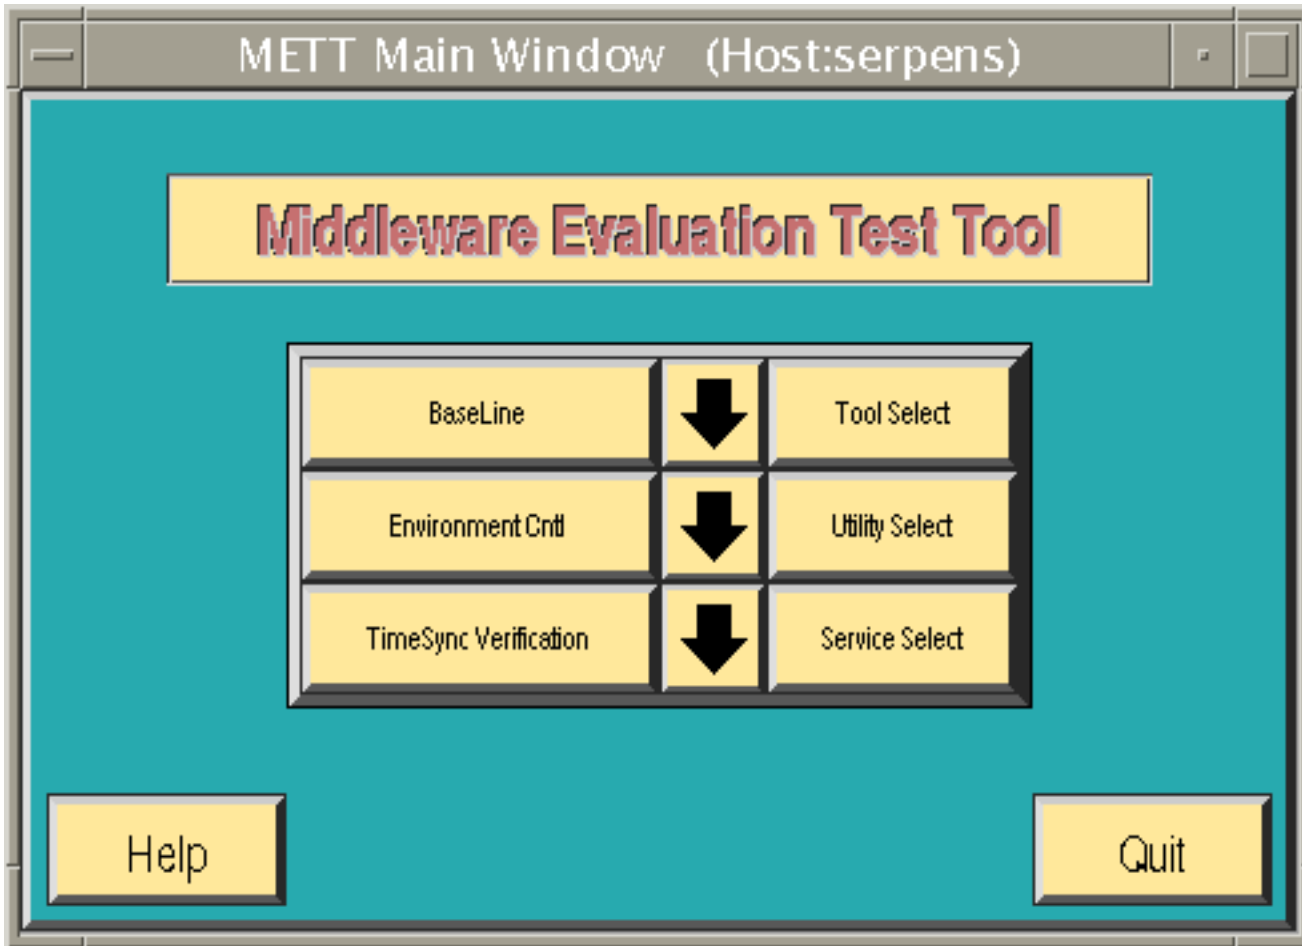 METT Main Window (Host:serpens)
Middleware Evaluation Test Tool
BaseLine
Tool Select
Environment Cntl
Utility Select
TimeSync Verification
Service Select
Help
Quit